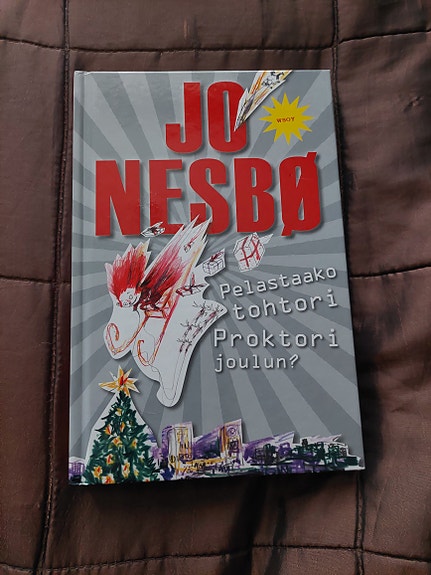 JO
NESBØ
WSOY
Pelastaako
tohtori
Proktori
joulun?